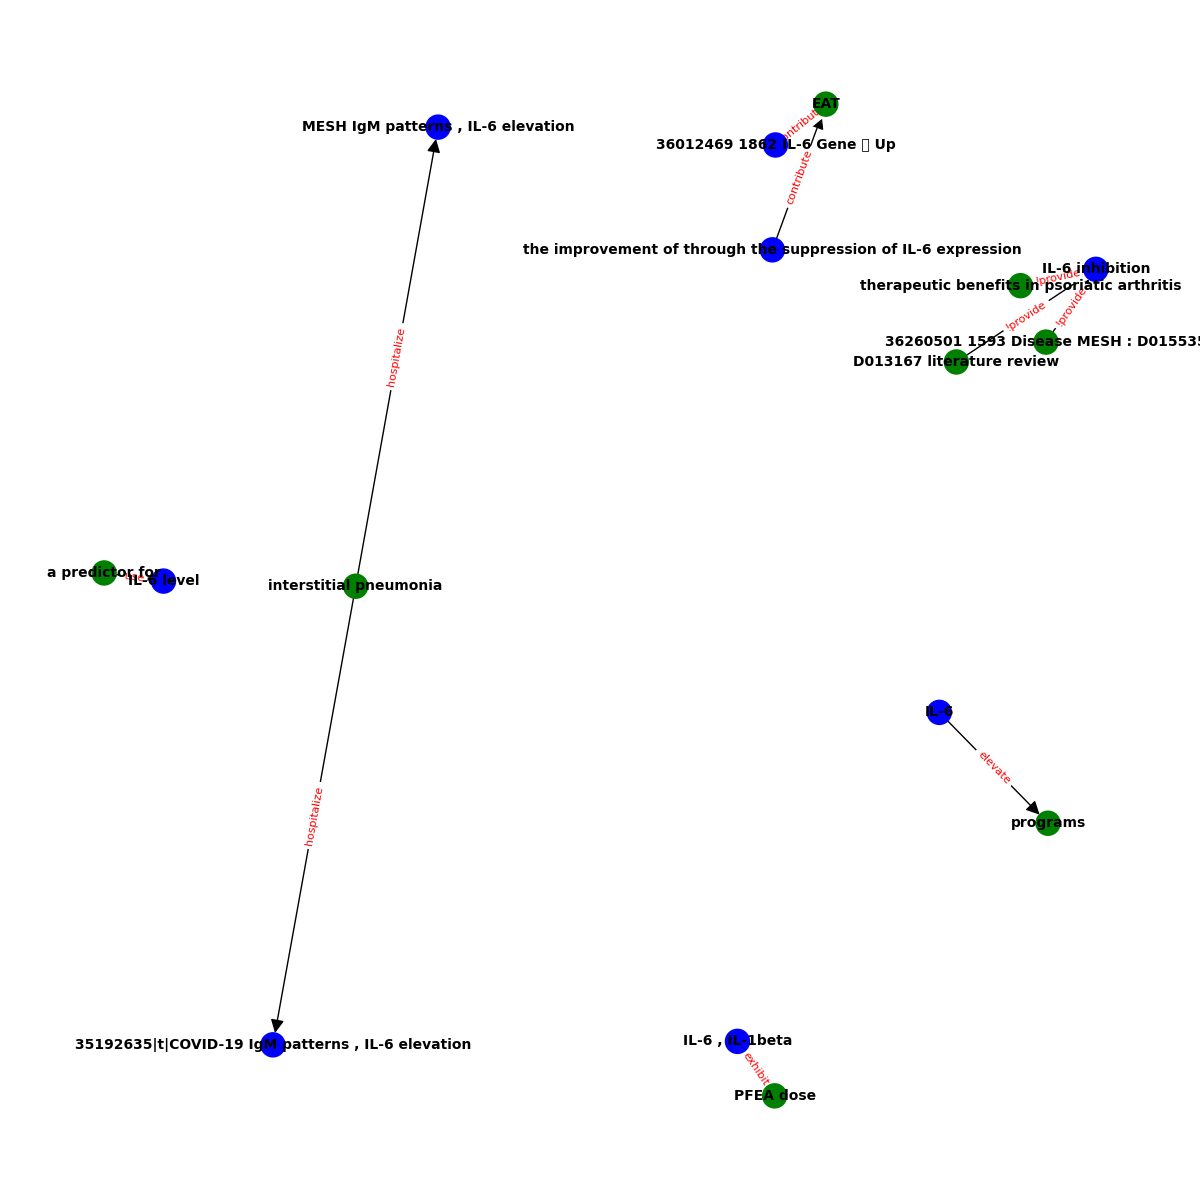 EAT
contribute
MESH IgM patterns , IL-6 elevation
36012469 1862 IL-6 Gene Up
contribute
the improvement of through the suppression of IL-6 expression
IL-6 inhibition
!provide
therapeutic benefits in psoriatic arthritis
!provide
!provide
36260501 1593 Disease MESH : D015535
D013167 literature review
hospitalize
a predictor for
IL-6 level
interstitial pneumonia
IL-6
elevate
programs
hospitalize
35192635|t|COVID-19 IgM patterns , IL-6 elevation
IL-6 , IL-1beta
exhibit
PFEA dose